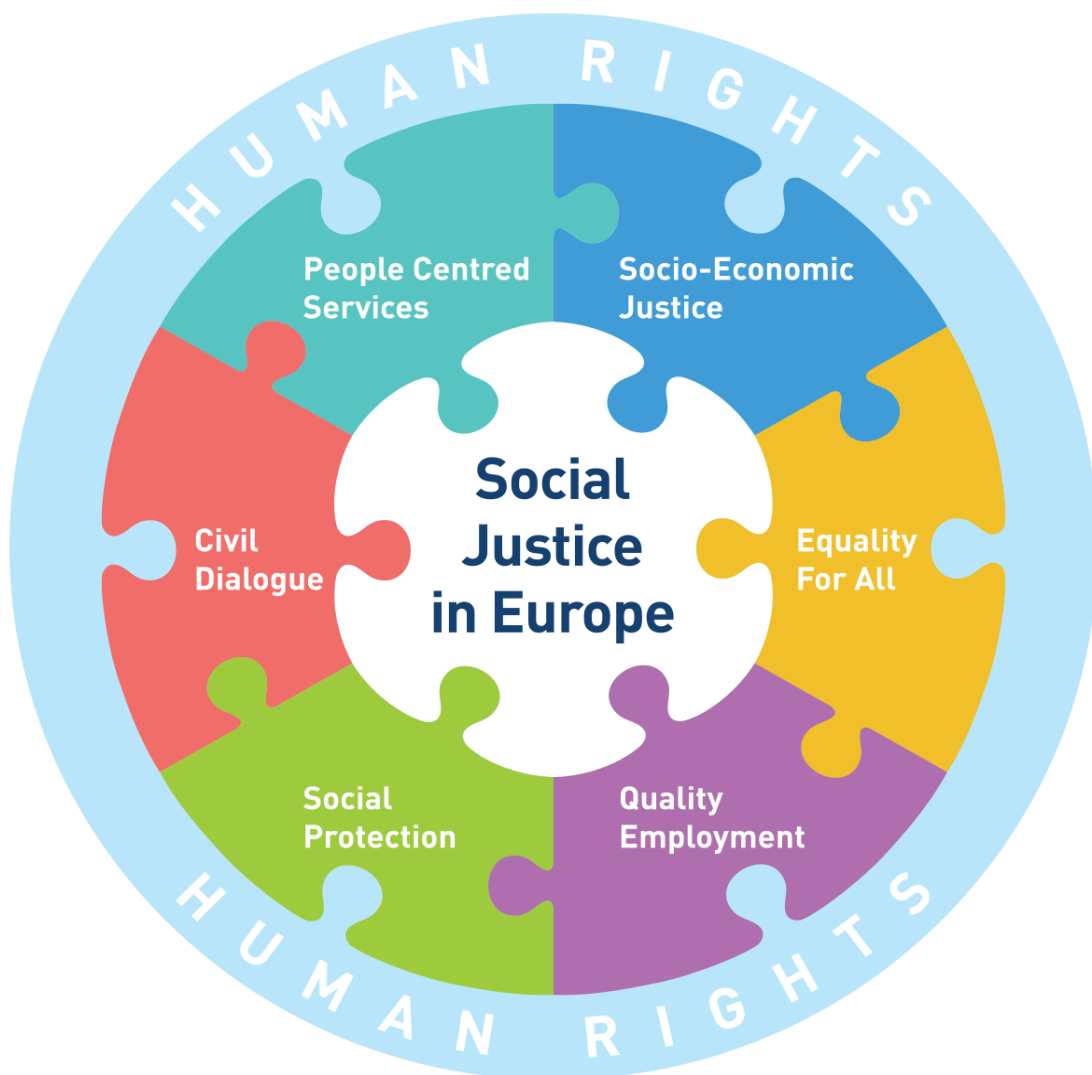 HUMAN RIGHTS
People Centred
Services
Socio-Economic
Justice
Civil
Dialogue
Social
Justice
in Europe
Equality
For All
Social
Protection
Quality
Employment
HUMAN RIGHTS